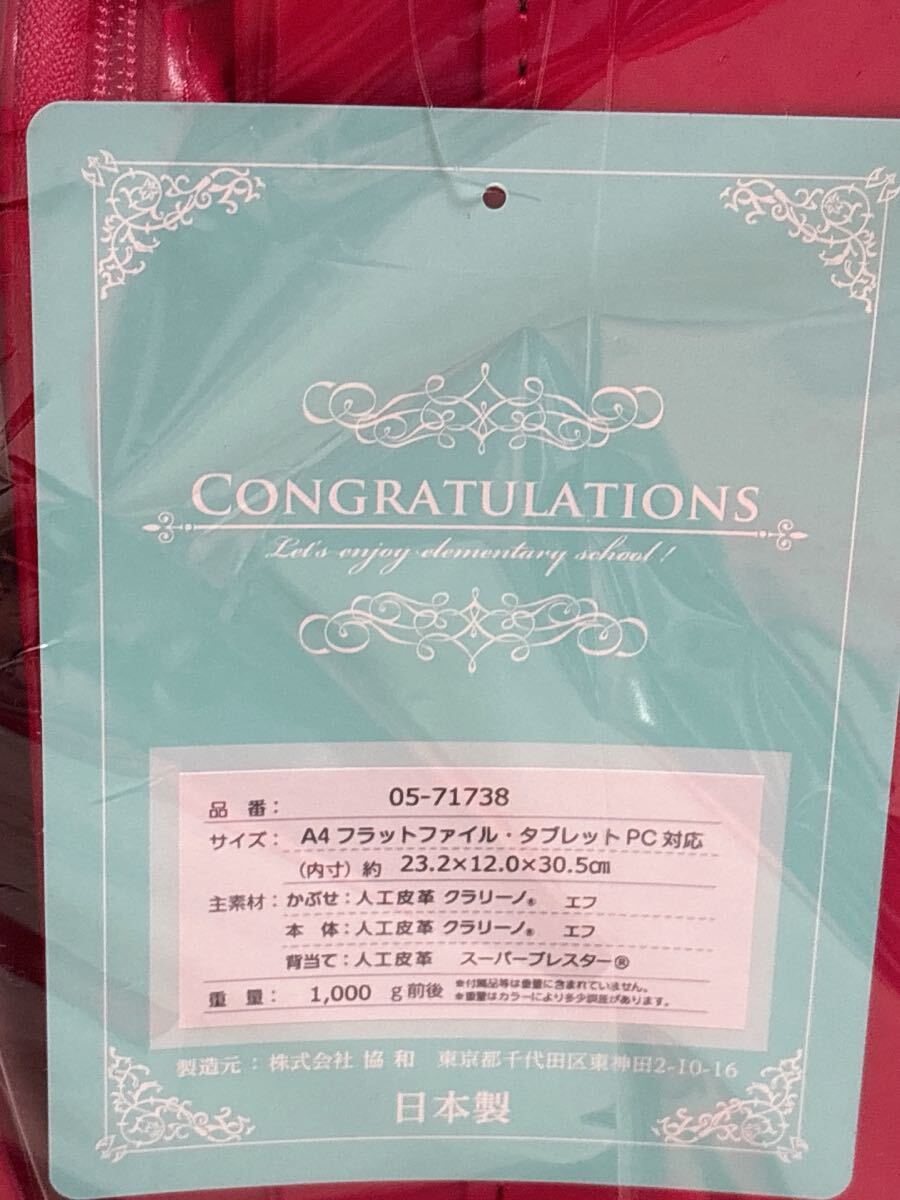 CONGRATULATIONS
Let's enjoy elementary school!
品 番： 05-71738
サイズ： A4フラットファイル・タブレットPC対応
（内寸）約 23.2×12.0×30.5㎝
主素材：かぶせ：人工皮革 クラリーノ® エフ
本 体：人工皮革 クラリーノ® エフ
背当て：人工皮革 スーパーブレスター®
重 量： 1,000 g前後 ※付属品等は重量に含まれていません。
※重量はカラーにより多少誤差があります。
製造元：株式会社 協和 東京都千代田区東神田2-10-16
日本製